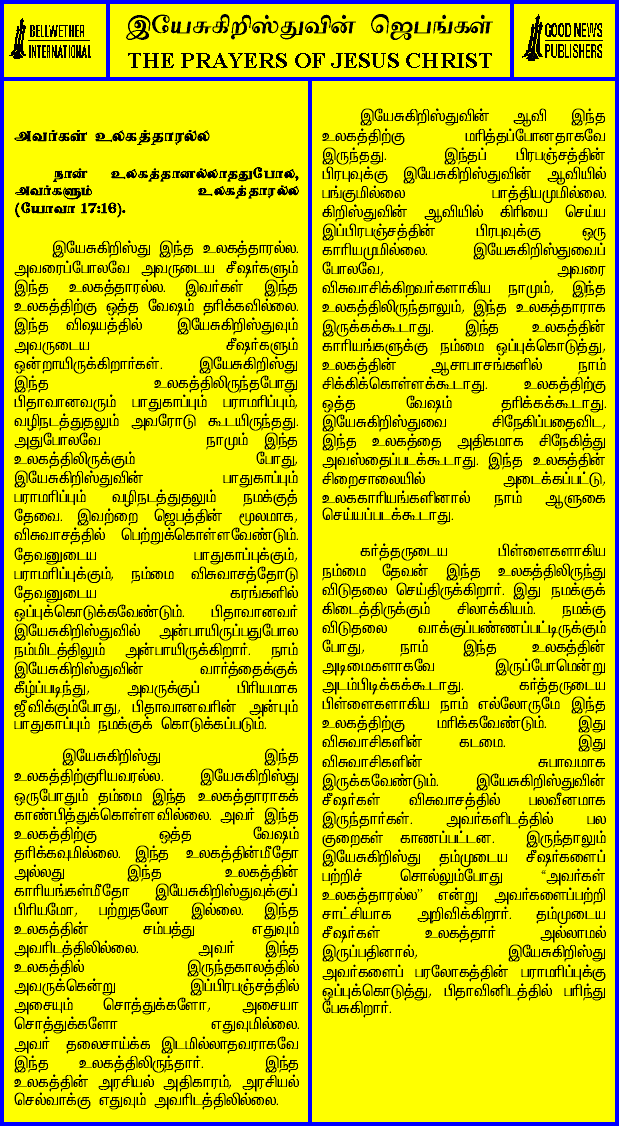 BELLWETHER
INTERNATIONAL
இயேசுகிறிஸ்துவின் ஜெபங்கள்
THE PRAYERS OF JESUS CHRIST
GOOD NEWS
PUBLISHERS
அவர்கள் உலகத்தாரல்ல
நான் உலகத்தானல்லாததுபோல,
அவர்களும் உலகத்தாரல்ல
(யோவா 17:16).
இயேசுகிறிஸ்து இந்த உலகத்தாரல்ல.
அவரைப்போலவே அவருடைய சீஷர்களும்
இந்த உலகத்தாரல்ல. இவர்கள் இந்த
உலகத்திற்கு ஒத்த வேஷம் தரிக்கவில்லை.
இந்த விஷயத்தில் இயேசுகிறிஸ்துவும்
அவருடைய சீஷர்களும்
ஒன்றாயிருக்கிறார்கள். இயேசுகிறிஸ்து
இந்த உலகத்திலிருந்தபோது
பிதாவானவரும் பாதுகாப்பும் பராமரிப்பும்,
வழிநடத்துதலும் அவரோடு கூடயிருந்தது.
அதுபோலவே நாமும் இந்த
உலகத்திலிருக்கும் போது,
இயேசுகிறிஸ்துவின் பாதுகாப்பும்
பராமரிப்பும் வழிநடத்துதலும் நமக்குத்
தேவை. இவற்றை ஜெபத்தின் மூலமாக,
விசுவாசத்தில் பெற்றுக்கொள்ளவேண்டும்.
தேவனுடைய பாதுகாப்புக்கும்,
பராமரிப்புக்கும், நம்மை விசுவாசத்தோடு
தேவனுடைய கரங்களில்
ஒப்புக்கொடுக்கவேண்டும். பிதாவானவர்
இயேசுகிறிஸ்துவில் அன்பாயிருப்பதுபோல
நம்மிடத்திலும் அன்பாயிருக்கிறார். நாம்
இயேசுகிறிஸ்துவின் வார்த்தைக்குக்
கீழ்ப்படிந்து, அவருக்குப் பிரியமாக
ஜீவிக்கும்போது, பிதாவானவரின் அன்பும்
பாதுகாப்பும் நமக்குக் கொடுக்கப்படும்.
இயேசுகிறிஸ்து இந்த
உலகத்திற்குரியவரல்ல. இயேசுகிறிஸ்து
ஒருபோதும் தம்மை இந்த உலகத்தாராகக்
காண்பித்துக்கொள்ளவில்லை. அவர் இந்த
உலகத்திற்கு ஒத்த வேஷம்
தரிக்கவுமில்லை. இந்த உலகத்தின்மீதோ
அல்லது இந்த உலகத்தின்
காரியங்கள்மீதோ இயேசுகிறிஸ்துவுக்குப்
பிரியமோ, பற்றுதலோ இல்லை. இந்த
உலகத்தின் சம்பத்து எதுவும்
அவரிடத்திலில்லை. அவர் இந்த
உலகத்தில் இருந்தகாலத்தில்
அவருக்கென்று இப்பிரபஞ்சத்தில்
அசையும் சொத்துக்களோ, அசையா
சொத்துக்களோ எதுவுமில்லை.
அவர் தலைசாய்க்க இடமில்லாதவராகவே
இந்த உலகத்திலிருந்தார். இந்த
உலகத்தின் அரசியல் அதிகாரம், அரசியல்
செல்வாக்கு எதுவும் அவரிடத்திலில்லை.
இயேசுகிறிஸ்துவின் ஆவி இந்த
உலகத்திற்கு மரித்தப்போனதாகவே
இருந்தது. இந்தப் பிரபஞ்சத்தின்
பிரபுவுக்கு இயேசுகிறிஸ்துவின் ஆவியில்
பங்குமில்லை பாத்தியமுமில்லை.
கிறிஸ்துவின் ஆவியில் கிரியை செய்ய
இப்பிரபஞ்சத்தின் பிரபுவுக்கு ஒரு
காரியமுமில்லை. இயேசுகிறிஸ்துவைப்
போலவே, அவரை
விசுவாசிக்கிறவர்களாகிய நாமும், இந்த
உலகத்திலிருந்தாலும், இந்த உலகத்தாராக
இருக்கக்கூடாது. இந்த உலகத்தின்
காரியங்களுக்கு நம்மை ஒப்புக்கொடுத்து,
உலகத்தின் ஆசாபாசங்களில் நாம்
சிக்கிக்கொள்ளக்கூடாது. உலகத்திற்கு
ஒத்த வேஷம் தரிக்கக்கூடாது.
இயேசுகிறிஸ்துவை சிநேகிப்பதைவிட,
இந்த உலகத்தை அதிகமாக சிநேகித்து
அவஸ்தைப்படக்கூடாது. இந்த உலகத்தின்
சிறைசாலையில் அடைக்கப்பட்டு,
உலககாரியங்களினால் நாம் ஆளுகை
செய்யப்படக்கூடாது.
கர்த்தருடைய பிள்ளைகளாகிய
நம்மை தேவன் இந்த உலகத்திலிருந்து
விடுதலை செய்திருக்கிறார். இது நமக்குக்
கிடைத்திருக்கும் சிலாக்கியம். நமக்கு
விடுதலை வாக்குப்பண்ணப்பட்டிருக்கும்
போது, நாம் இந்த உலகத்தின்
அடிமைகளாகவே இருப்போமென்று
அடம்பிடிக்கக்கூடாது. கர்த்தருடைய
பிள்ளைகளாகிய நாம் எல்லோருமே இந்த
உலகத்திற்கு மரிக்கவேண்டும். இது
விசுவாசிகளின் கடமை. இது
விசுவாசிகளின் சுபாவமாக
இருக்கவேண்டும். இயேசுகிறிஸ்துவின்
சீஷர்கள் விசுவாசத்தில் பலவீனமாக
இருந்தார்கள். அவர்களிடத்தில் பல
குறைகள் காணப்பட்டன. இருந்தாலும்
இயேசுகிறிஸ்து தம்முடைய சீஷர்களைப்
பற்றிச் சொல்லும்போது “அவர்கள்
உலகத்தாரல்ல” என்று அவர்களைப்பற்றி
சாட்சியாக அறிவிக்கிறார். தம்முடைய
சீஷர்கள் உலகத்தார் அல்லாமல்
இருப்பதினால், இயேசுகிறிஸ்து
அவர்களைப் பரலோகத்தின் பராமரிப்புக்கு
ஒப்புக்கொடுத்து, பிதாவினிடத்தில் பரிந்து
பேசுகிறார்.